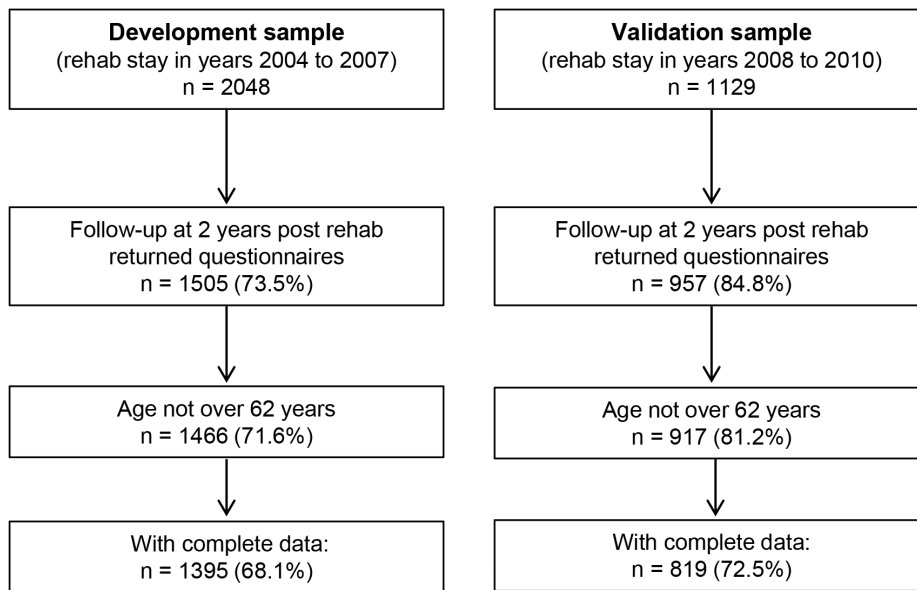 Development sample
(rehab stay in years 2004 to 2007)
n = 2048
Follow-up at 2 years post rehab
returned questionnaires
n = 1505 (73.5%)
Age not over 62 years
n = 1466 (71.6%)
With complete data:
n = 1395 (68.1%)
Validation sample
(rehab stay in years 2008 to 2010)
n = 1129
Follow-up at 2 years post rehab
returned questionnaires
n = 957 (84.8%)
Age not over 62 years
n = 917 (81.2%)
With complete data:
n = 819 (72.5%)